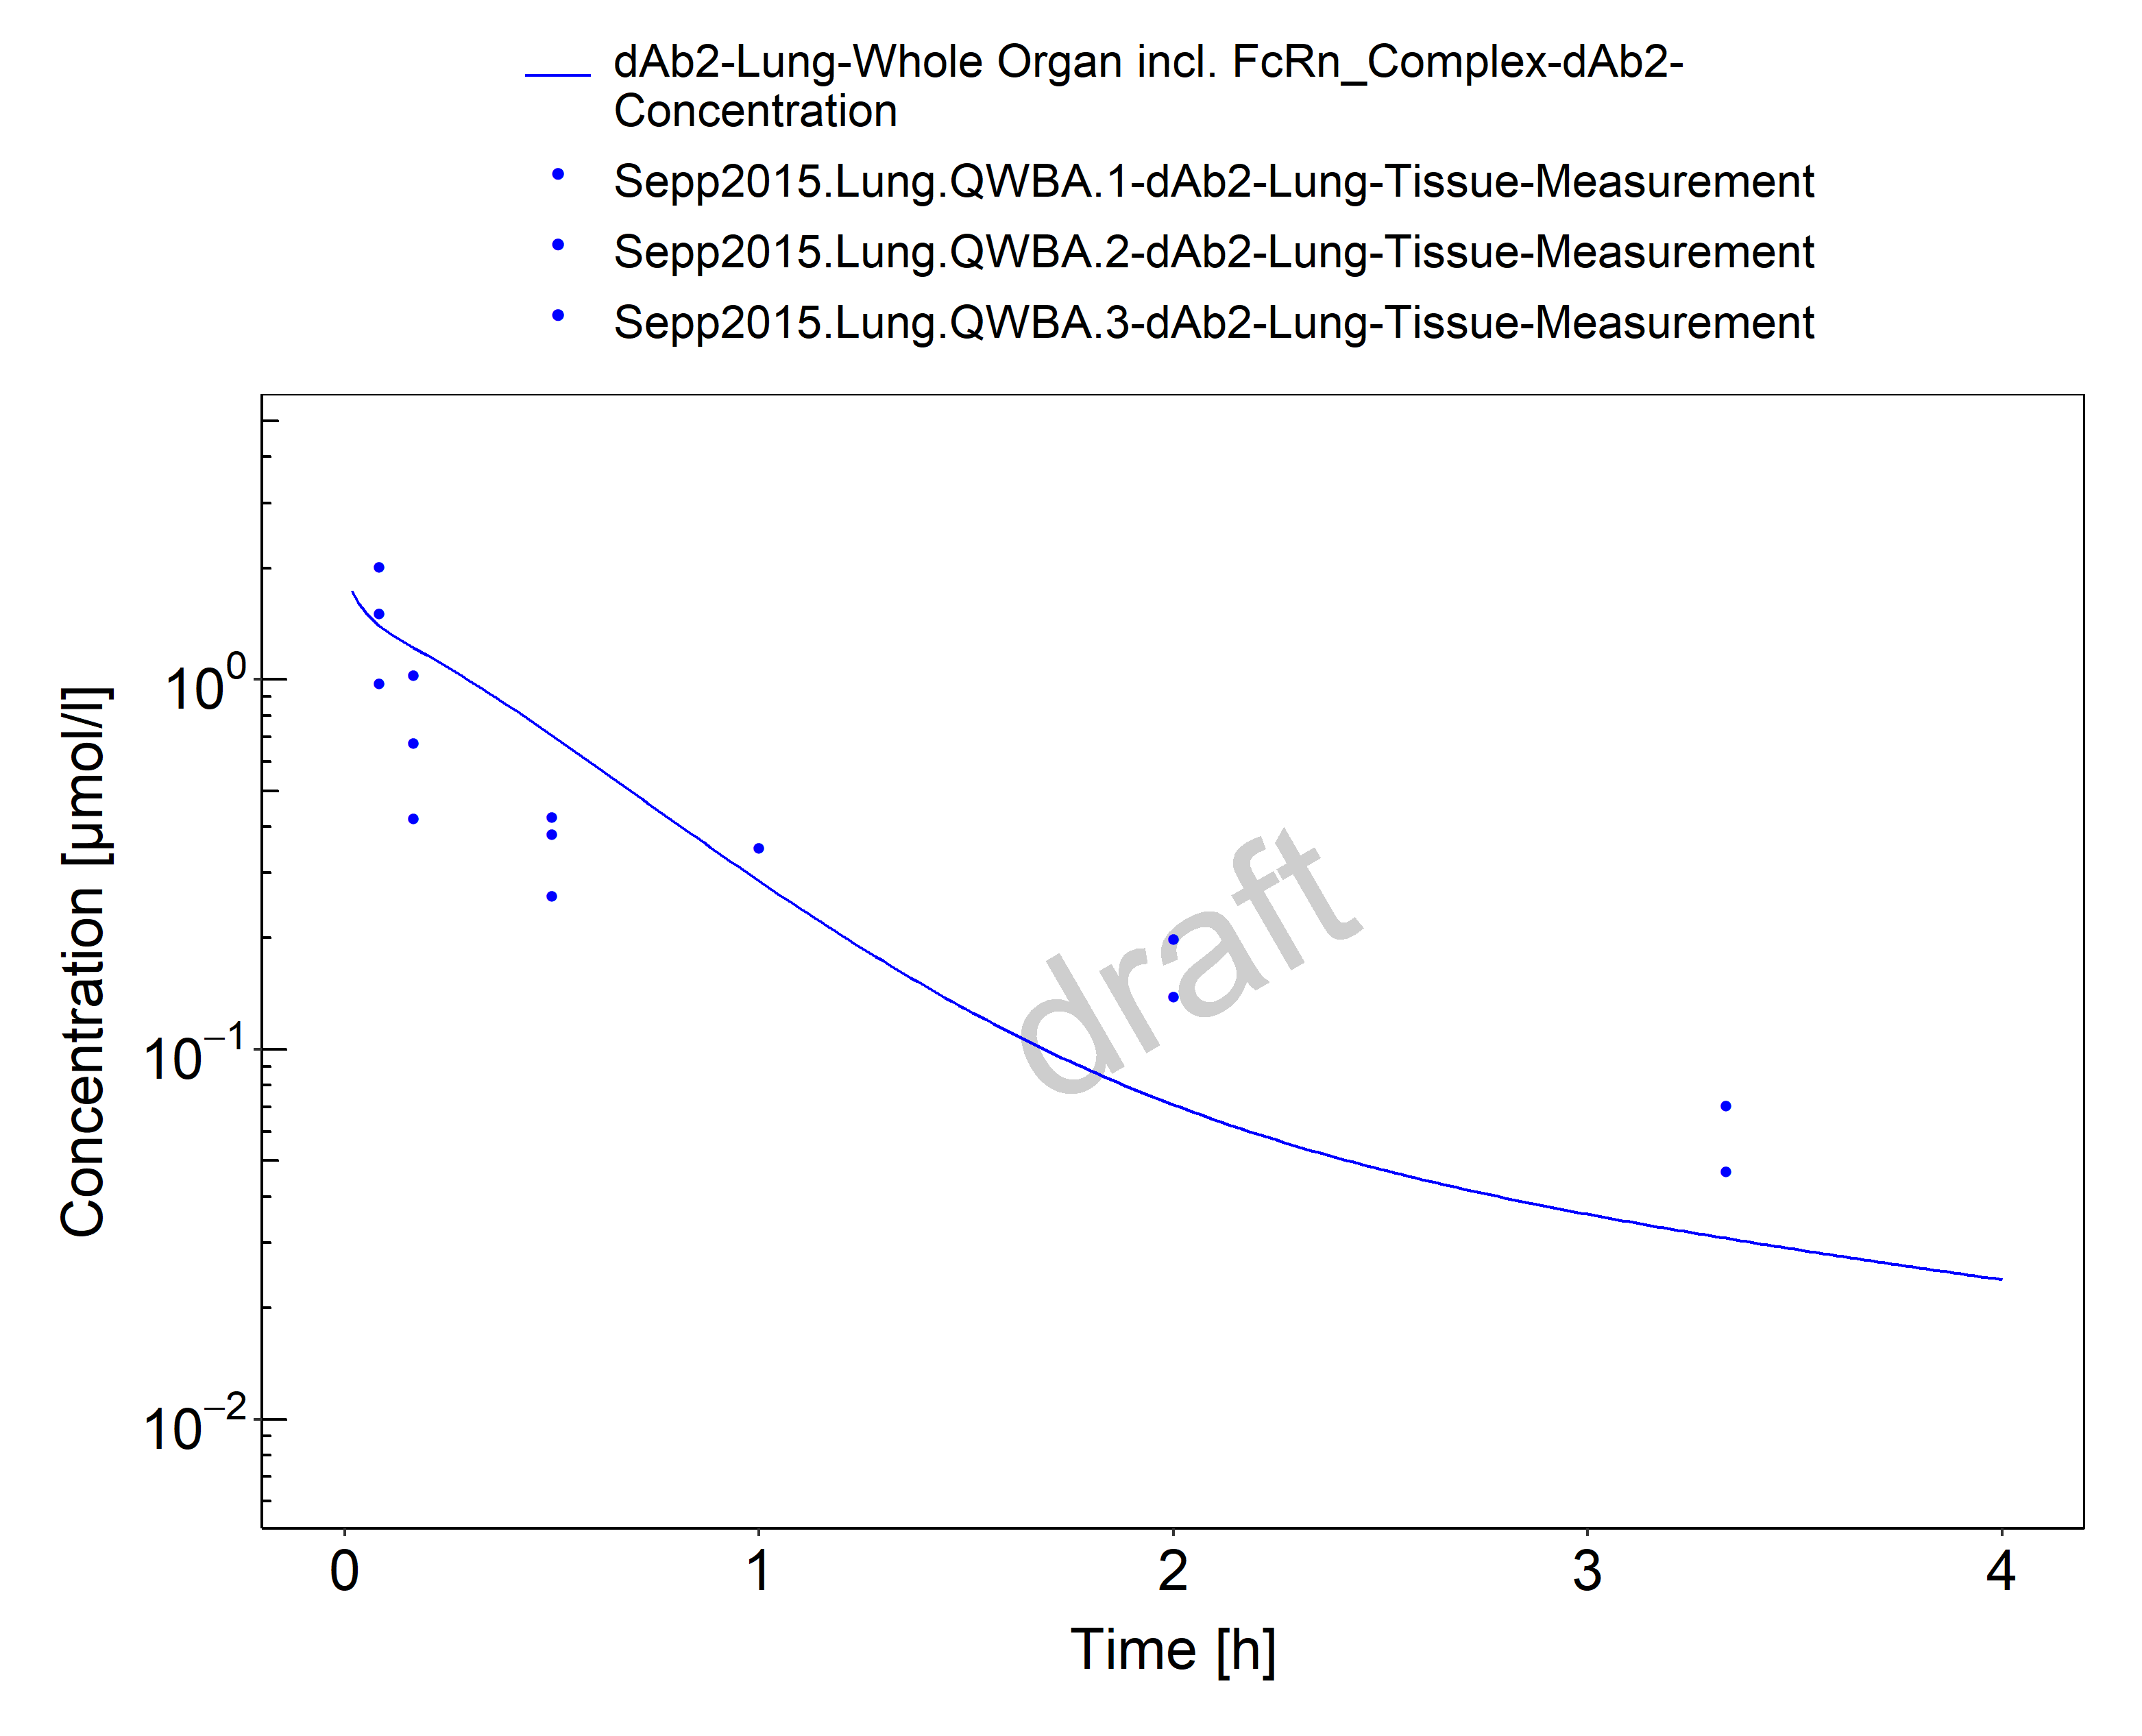 dAb2-Lung-Whole Organ incl. FcRn_Complex-dAb2-
Concentration
Sepp2015.Lung.QWBA.1-dAb2-Lung-Tissue-Measurement
Sepp2015.Lung.QWBA.2-dAb2-Lung-Tissue-Measurement
Sepp2015.Lung.QWBA.3-dAb2-Lung-Tissue-Measurement
Concentration [µmol/l]
10⁰
10⁻¹
10⁻²
draft
0 1 2 3 4
Time [h]